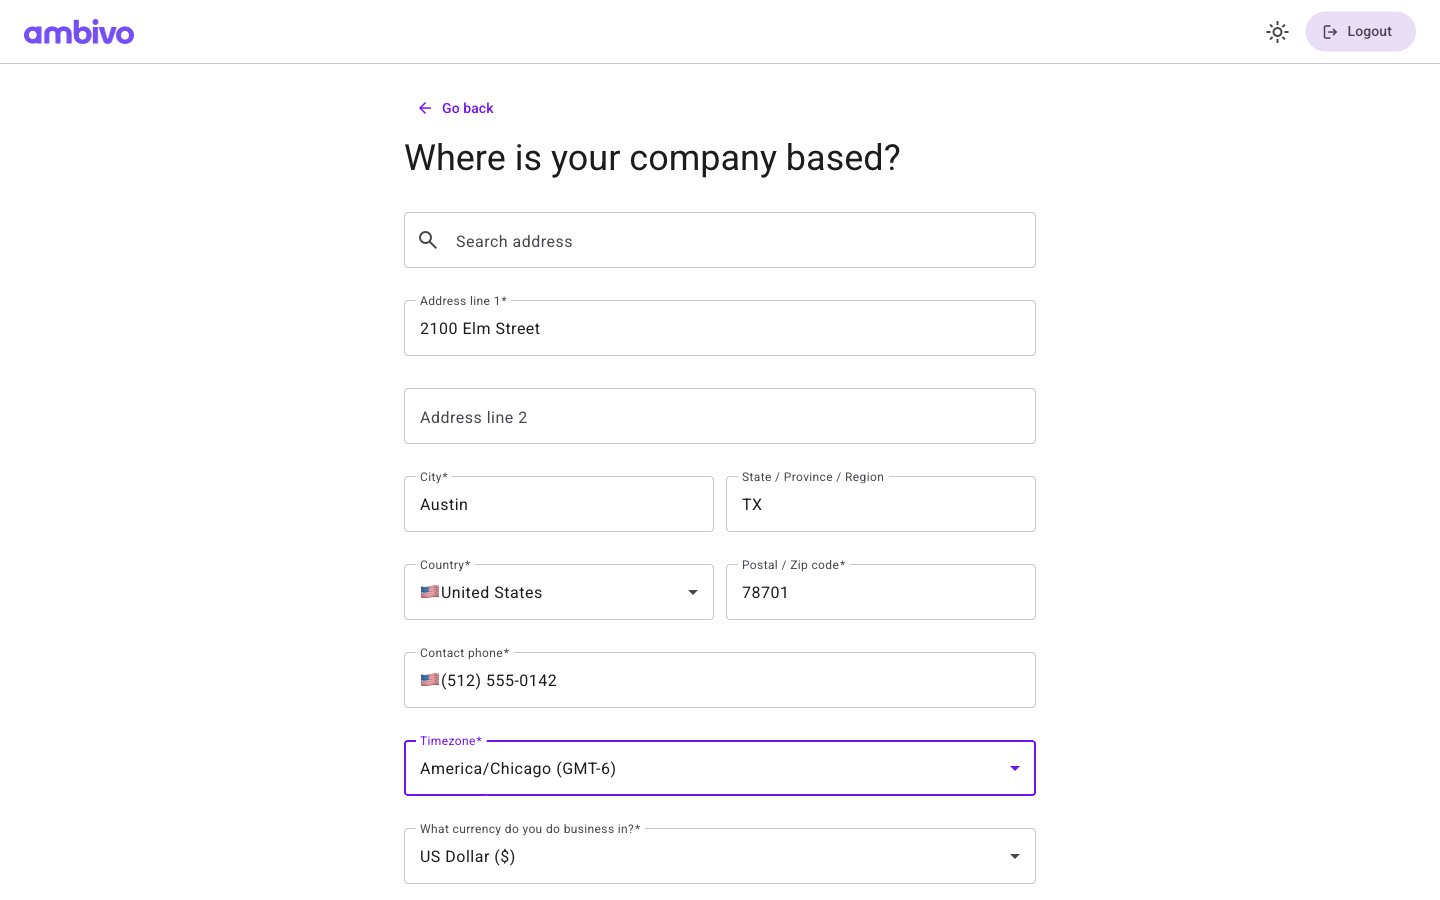 ambivo
Logout
Go back
Where is your company based?
Search address
Address line 1*
2100 Elm Street
Address line 2
City*
Austin
State / Province / Region
TX
Country*
United States
Postal / Zip code*
78701
Contact phone*
(512) 555-0142
Timezone*
America/Chicago (GMT-6)
What currency do you do business in?*
US Dollar ($)